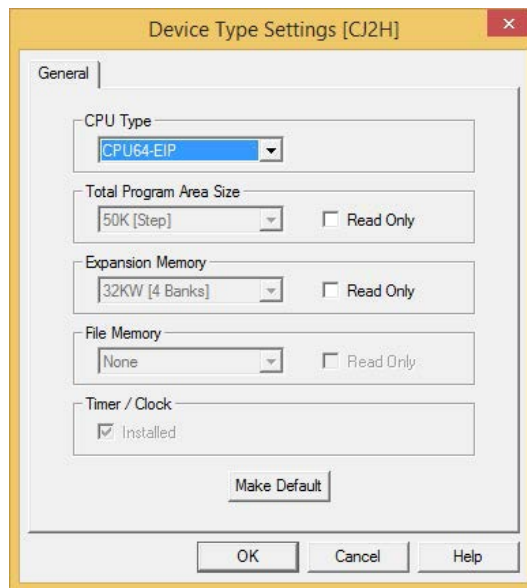 Device Type Settings [CJ2H]
General
CPU Type
CPU64-EIP
Total Program Area Size
50K [Step]
Read Only
Expansion Memory
32KW [4 Banks]
Read Only
File Memory
None
Read Only
Timer / Clock
Installed
Make Default
OK
Cancel
Help